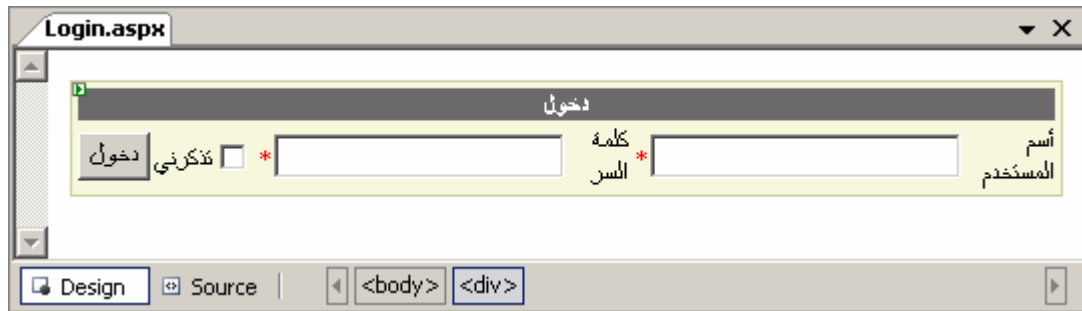 Login.aspx
دخول
أسم المستخدم * كلمة السر * تذكرني دخول
Design Source <body> <div>